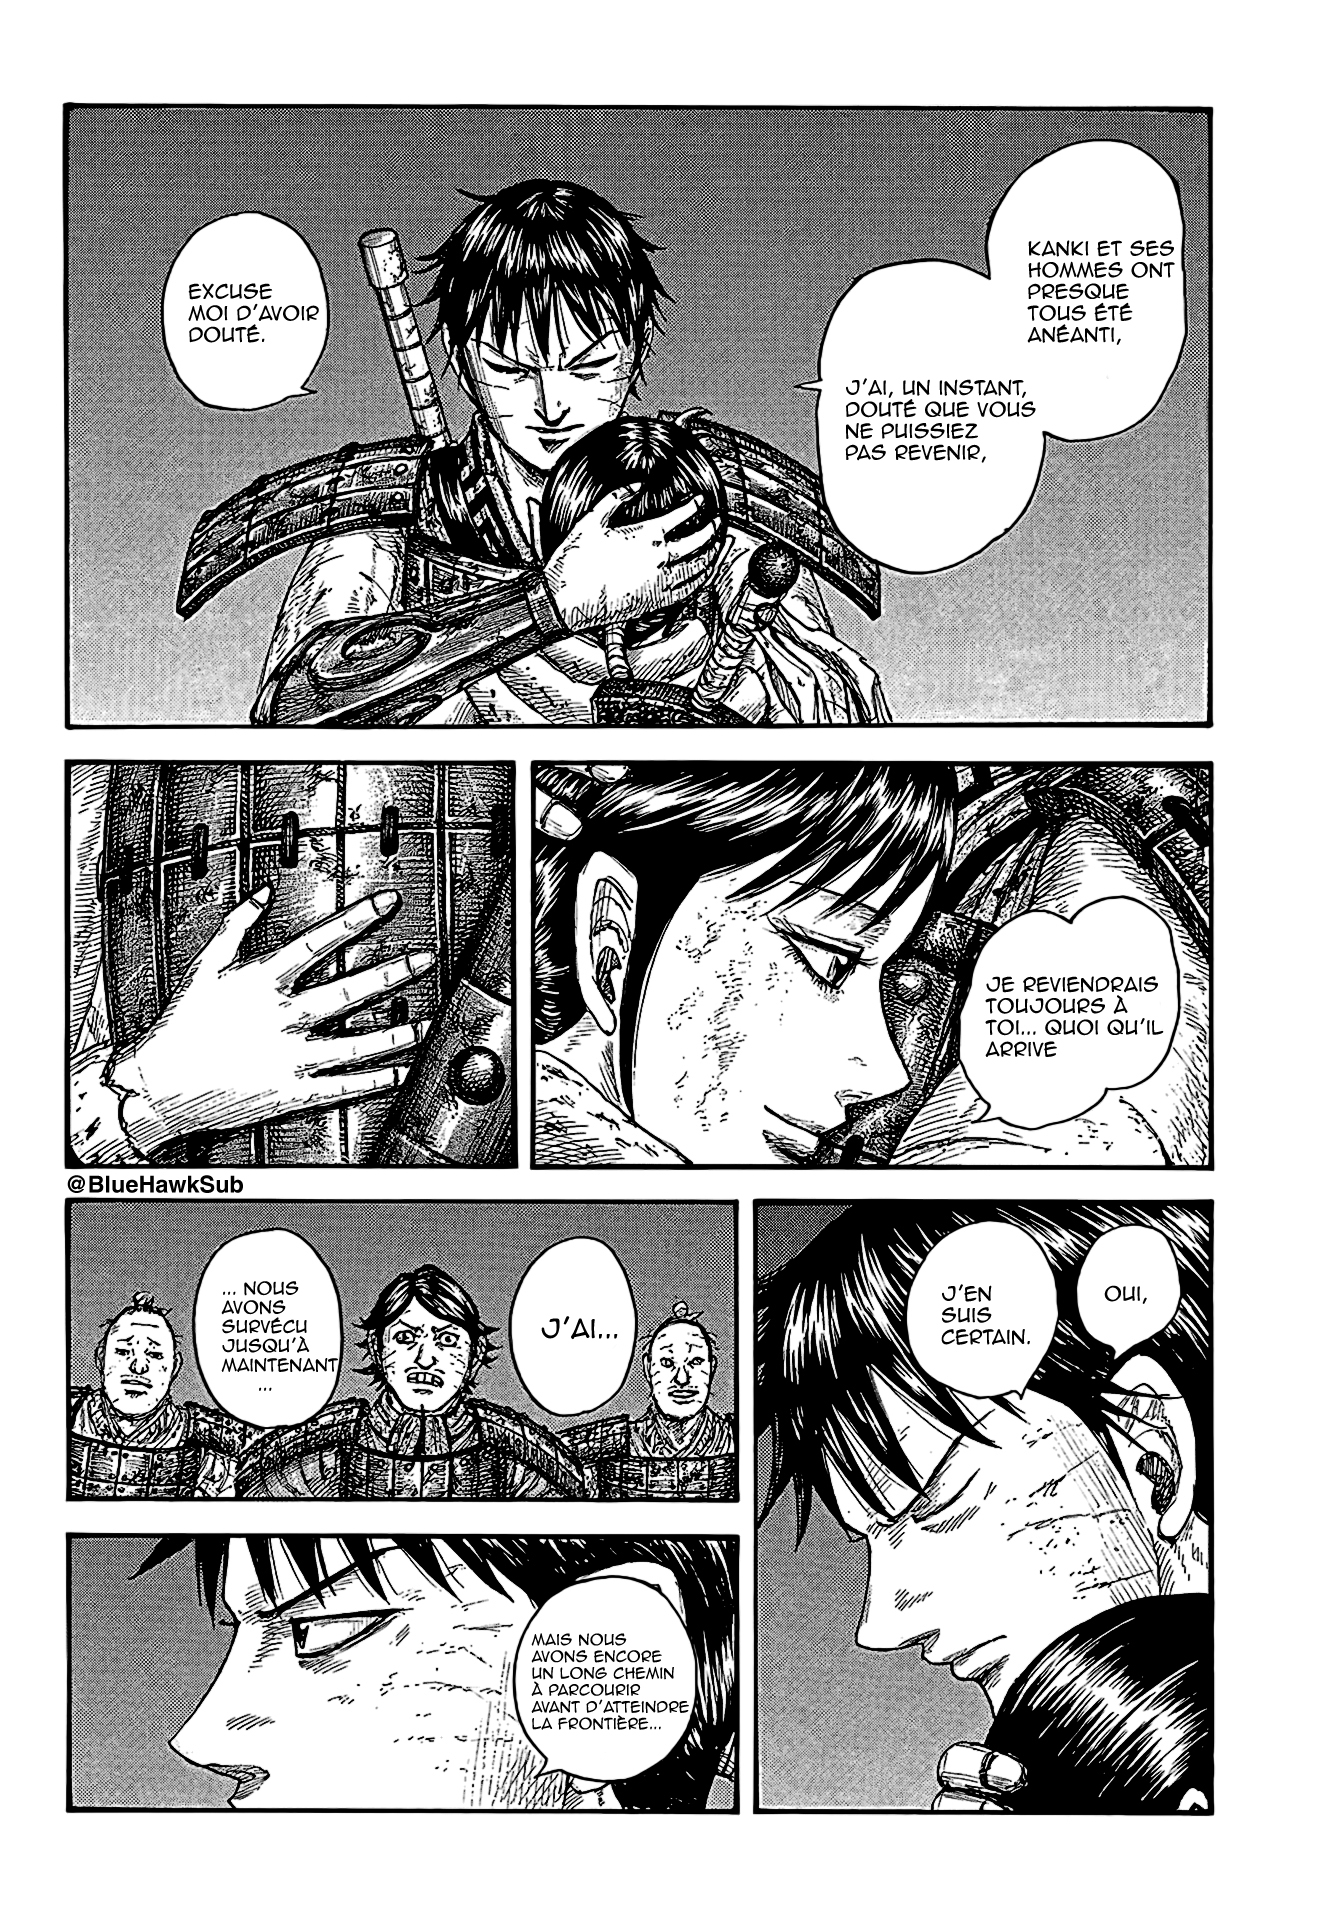 KANKI ET SES
HOMMES ONT
PRESQUE
TOUS ÉTÉ
ANÉANTI,
J'AI, UN INSTANT,
DOUTÉ QUE VOUS
NE PUISSIEZ
PAS REVENIR,
EXCUSE
MOI D'AVOIR
DOUTÉ.
JE REVIENDRAIS
TOUJOURS À
TOI... QUOI QU'IL
ARRIVE
@BlueHawkSub
OUI,
J'EN
SUIS
CERTAIN.
J'AI...
... NOUS
AVONS
SURVÉCU
JUSQU'À
MAINTENANT
...
MAIS NOUS
AVONS ENCORE
UN LONG CHEMIN
À PARCOURIR
AVANT D'ATTEINDRE
LA FRONTIÈRE...